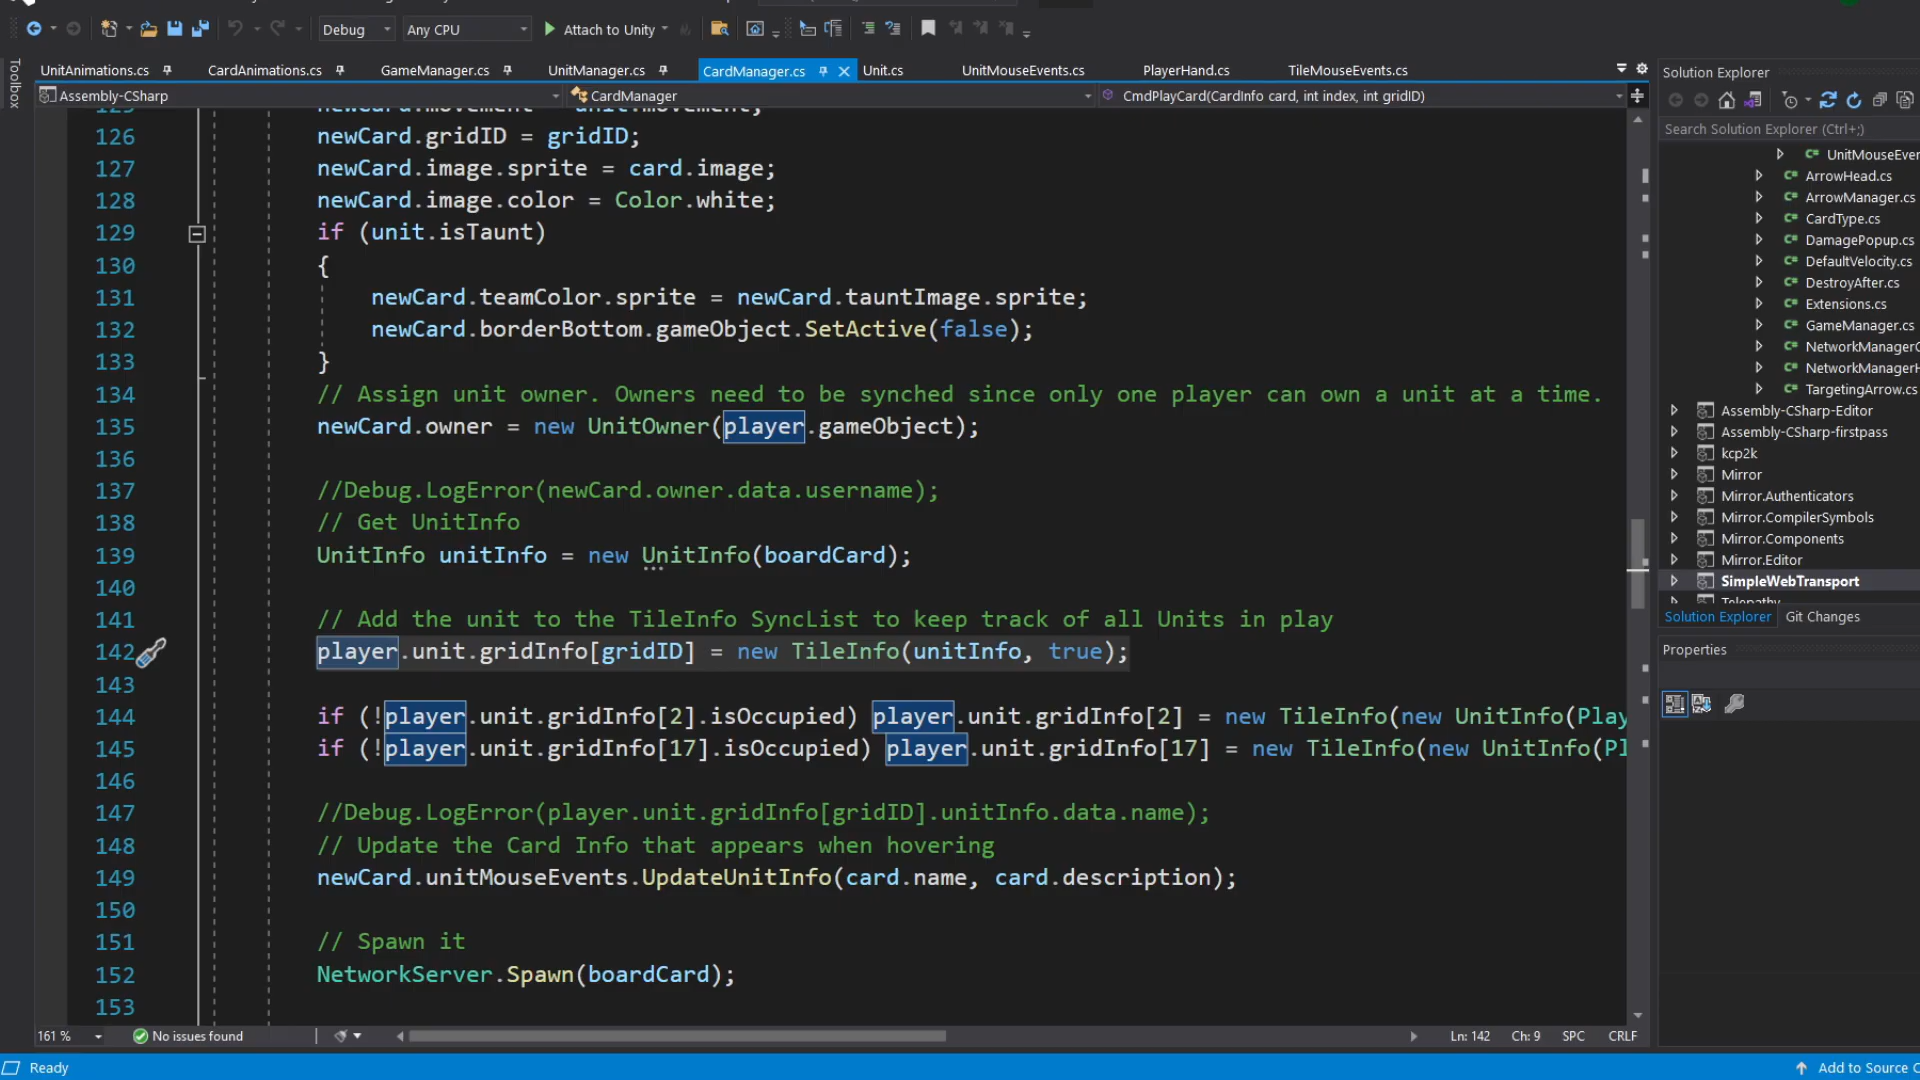 Debug Any CPU Attach to Unity
Toolbox
UnitAnimations.cs CardAnimations.cs GameManager.cs UnitManager.cs CardManager.cs Unit.cs UnitMouseEvents.cs PlayerHand.cs TileMouseEvents.cs
Assembly-CSharp CardManager CmdPlayCard(CardInfo card, int index, int gridID)
126 newCard.gridID = gridID;
127 newCard.image.sprite = card.image;
128 newCard.image.color = Color.white;
129 if (unit.isTaunt)
130 {
131 newCard.teamColor.sprite = newCard.tauntImage.sprite;
132 newCard.borderBottom.gameObject.SetActive(false);
133 }
134 // Assign unit owner. Owners need to be synched since only one player can own a unit at a time.
135 newCard.owner = new UnitOwner(player.gameObject);
136
137 //Debug.LogError(newCard.owner.data.username);
138 // Get UnitInfo
139 UnitInfo unitInfo = new UnitInfo(boardCard);
140
141 // Add the unit to the TileInfo SyncList to keep track of all Units in play
142 player.unit.gridInfo[gridID] = new TileInfo(unitInfo, true);
143
144 if (!player.unit.gridInfo[2].isOccupied) player.unit.gridInfo[2] = new TileInfo(new UnitInfo(Play
145 if (!player.unit.gridInfo[17].isOccupied) player.unit.gridInfo[17] = new TileInfo(new UnitInfo(Pl
146
147 //Debug.LogError(player.unit.gridInfo[gridID].unitInfo.data.name);
148 // Update the Card Info that appears when hovering
149 newCard.unitMouseEvents.UpdateUnitInfo(card.name, card.description);
150
151 // Spawn it
152 NetworkServer.Spawn(boardCard);
153
161 % No issues found Ln: 142 Ch: 9 SPC CRLF
Solution Explorer
Search Solution Explorer (Ctrl+;)
C# UnitMouseEver
C# ArrowHead.cs
C# ArrowManager.cs
C# CardType.cs
C# DamagePopup.cs
C# DefaultVelocity.cs
C# DestroyAfter.cs
C# Extensions.cs
C# GameManager.cs
C# NetworkManager
C# NetworkManager
C# TargetingArrow.cs
Assembly-CSharp-Editor
Assembly-CSharp-firstpass
kcp2k
Mirror
Mirror.Authenticators
Mirror.CompilerSymbols
Mirror.Components
Mirror.Editor
SimpleWebTransport
Telepathy
Solution Explorer Git Changes
Properties
Ready Add to Source C